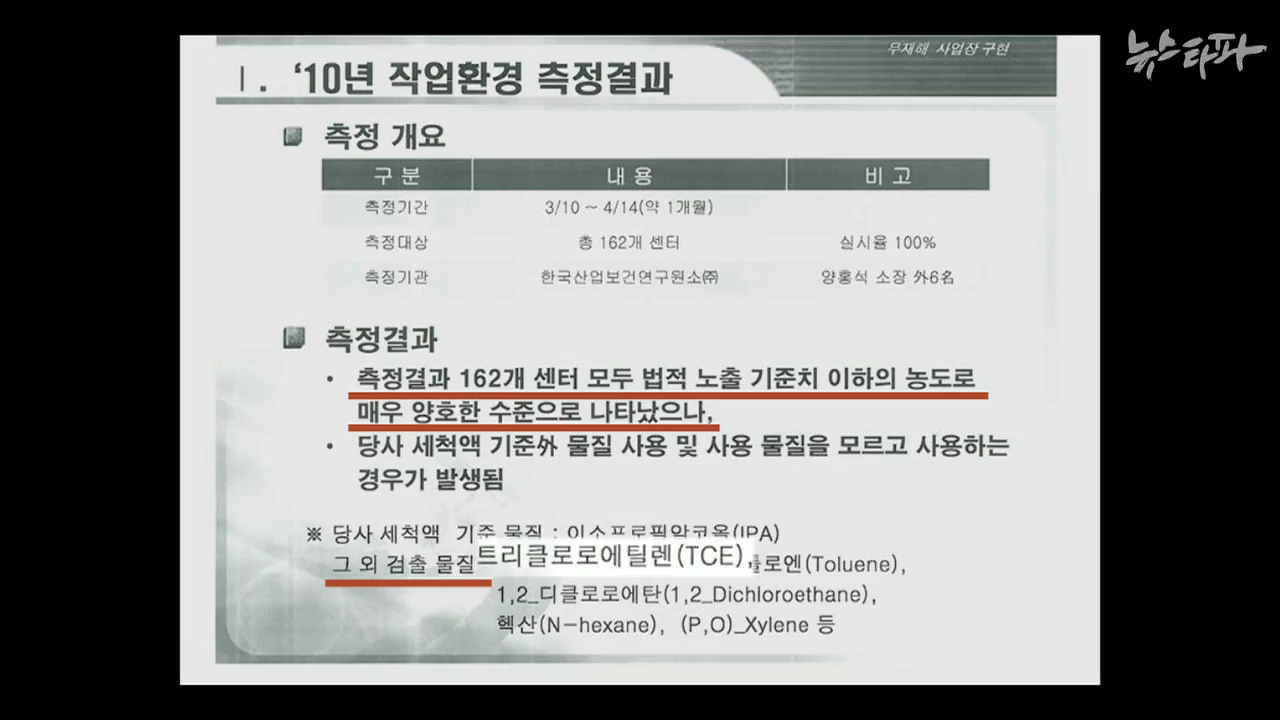 무재해 사업장 구현
뉴스타파
Ⅰ. ‘10년 작업환경 측정결과
측정 개요
구 분 내 용 비 고
측정기간 3/10 ~ 4/14(약 1개월)
측정대상 총 162개 센터 실시율 100%
측정기관 한국산업보건연구원소㈜ 양홍석 소장 外6名
측정결과
• 측정결과 162개 센터 모두 법적 노출 기준치 이하의 농도로
매우 양호한 수준으로 나타났으나,
• 당사 세척액 기준外 물질 사용 및 사용 물질을 모르고 사용하는
경우가 발생됨
※ 당사 세척액 기준 물질 : 이소프로필알코올(IPA)
그 외 검출 물질 트리클로로에틸렌(TCE), 로엔(Toluene),
1,2_디클로로에탄(1,2_Dichloroethane),
헥산(N-hexane), (P,O)_Xylene 등